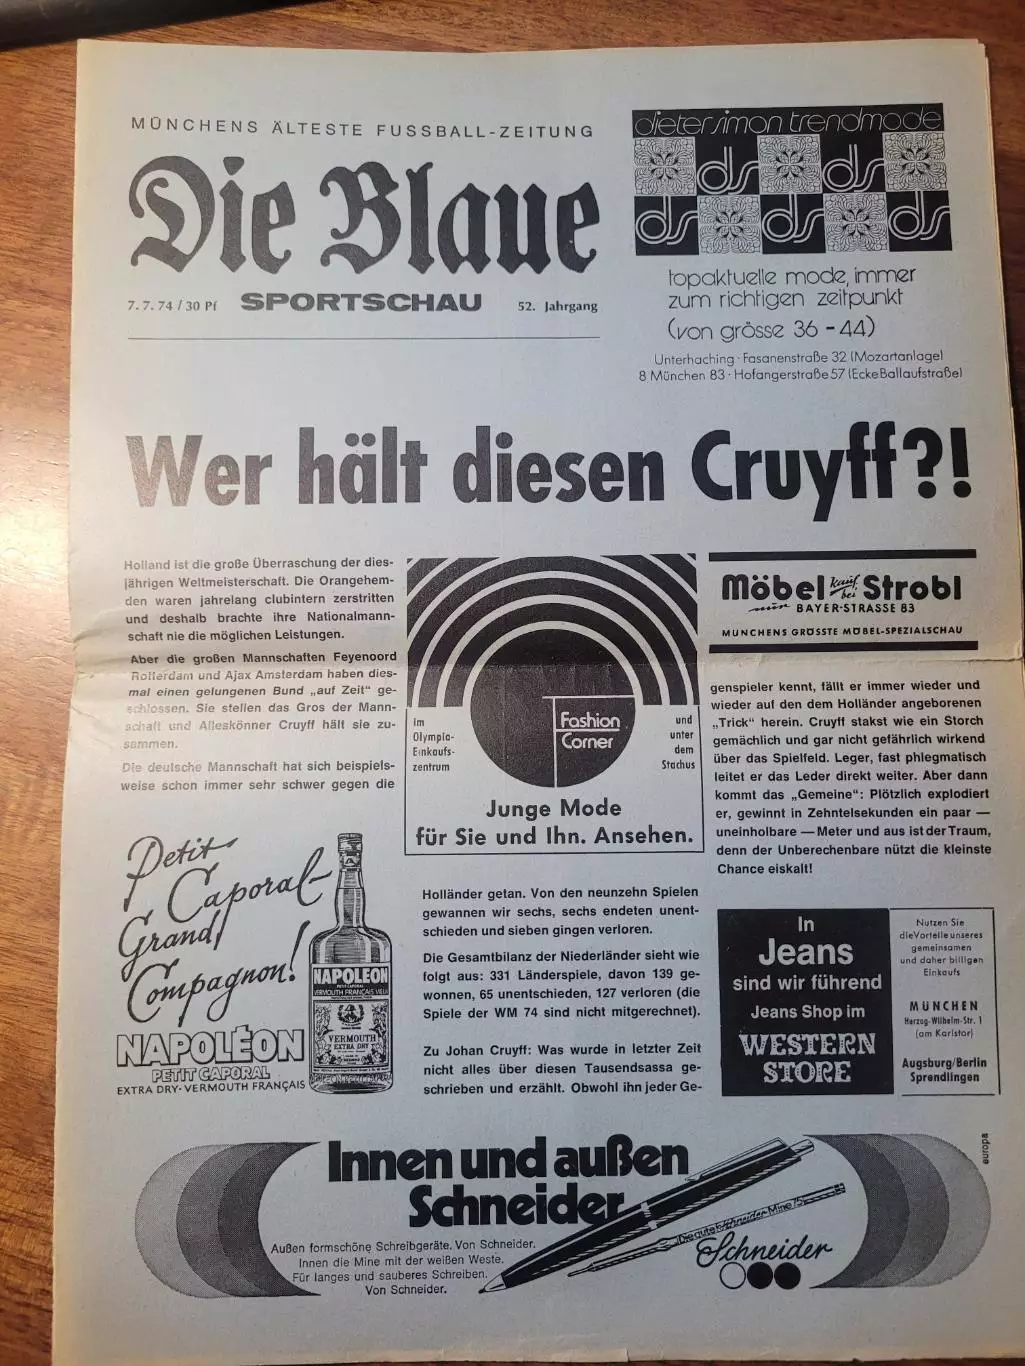 MÜNCHENS ÄLTESTE FUSSBALL-ZEITUNG
Die Blaue
7.7.74 / 30 Pf SPORTSCHAU 52. Jahrgang
dieter simon trendmode
ds ds
ds ds
topaktuelle mode, immer
zum richtigen zeitpunkt
(von grösse 36 - 44)
Unterhaching · Fasanenstraße 32 (Mozartanlage)
8 München 83 · Hofangerstraße 57 (Ecke Ballaufstraße)
Wer hält diesen Cruyff?!
Holland ist die große Überraschung der dies-
jährigen Weltmeisterschaft. Die Orangehem-
den waren jahrelang clubintern zerstritten
und deshalb brachte ihre Nationalmann-
schaft nie die möglichen Leistungen.
Aber die großen Mannschaften Feyenoord
Rotterdam und Ajax Amsterdam haben dies-
mal einen gelungenen Bund „auf Zeit" ge-
schlossen. Sie stellen das Gros der Mann-
schaft und Alleskönner Cruyff hält sie zu-
sammen.
Die deutsche Mannschaft hat sich beispiels-
weise schon immer sehr schwer gegen die
Petit
Caporal-
Grand
Compagnon!
NAPOLÉON
PETIT CAPORAL
EXTRA DRY · VERMOUTH FRANÇAIS
NAPOLEON
PETIT CAPORAL
VERMOUTH FRANÇAIS VIEUX
VERMOUTH
EXTRA DRY
im
Olympia-
Einkaufs-
zentrum
Fashion
Corner
und
unter
dem
Stachus
Junge Mode
für Sie und Ihn. Ansehen.
Holländer getan. Von den neunzehn Spielen
gewannen wir sechs, sechs endeten unent-
schieden und sieben gingen verloren.
Die Gesamtbilanz der Niederländer sieht wie
folgt aus: 331 Länderspiele, davon 139 ge-
wonnen, 65 unentschieden, 127 verloren (die
Spiele der WM 74 sind nicht mitgerechnet).
Zu Johan Cruyff: Was wurde in letzter Zeit
nicht alles über diesen Tausendsassa ge-
schrieben und erzählt. Obwohl ihn jeder Ge-
Möbel kauf bei Strobl
nur BAYER-STRASSE 83
MÜNCHENS GRÖSSTE MÖBEL-SPEZIALSCHAU
genspieler kennt, fällt er immer wieder und
wieder auf den dem Holländer angeborenen
„Trick" herein. Cruyff stakst wie ein Storch
gemächlich und gar nicht gefährlich wirkend
über das Spielfeld. Leger, fast phlegmatisch
leitet er das Leder direkt weiter. Aber dann
kommt das „Gemeine": Plötzlich explodiert
er, gewinnt in Zehntelsekunden ein paar —
uneinholbare — Meter und aus ist der Traum,
denn der Unberechenbare nützt die kleinste
Chance eiskalt!
In
Jeans
sind wir führend
Jeans Shop im
WESTERN
STORE
Nutzen Sie
die Vorteile unseres
gemeinsamen
und daher billigen
Einkaufs
MÜNCHEN
Herzog-Wilhelm-Str. 1
(am Karlstor)
Augsburg/Berlin
Sprendlingen
europa
Innen und außen
Schneider
Außen formschöne Schreibgeräte. Von Schneider.
Innen die Mine mit der weißen Weste.
Für langes und sauberes Schreiben.
Von Schneider.
Die gute Schneider-Mine 75
Schneider